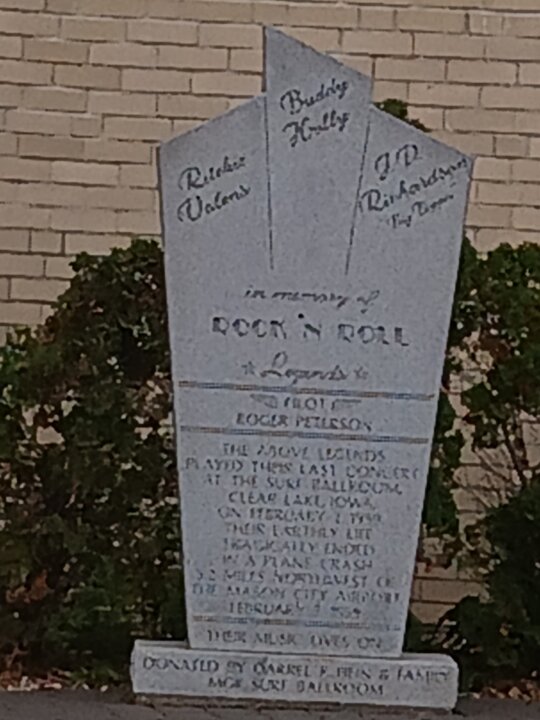 Ritchie
Valens
Buddy
Holly
J.P.
Richardson
"Big Bopper"
in memory of
ROCK 'N ROLL
Legends
PILOT
ROGER PETERSON
THE ABOVE LEGENDS
PLAYED THEIR LAST CONCERT
AT THE SURF BALLROOM,
CLEAR LAKE, IOWA
ON FEBRUARY 2, 1959.
THEIR EARTHLY LIFE
TRAGICALLY ENDED
IN A PLANE CRASH
5.2 MILES NORTHWEST OF
THE MASON CITY AIRPORT
FEBRUARY 3, 1959
THEIR MUSIC LIVES ON
DONATED BY DARREL E. HEIN & FAMILY
MGR SURF BALLROOM